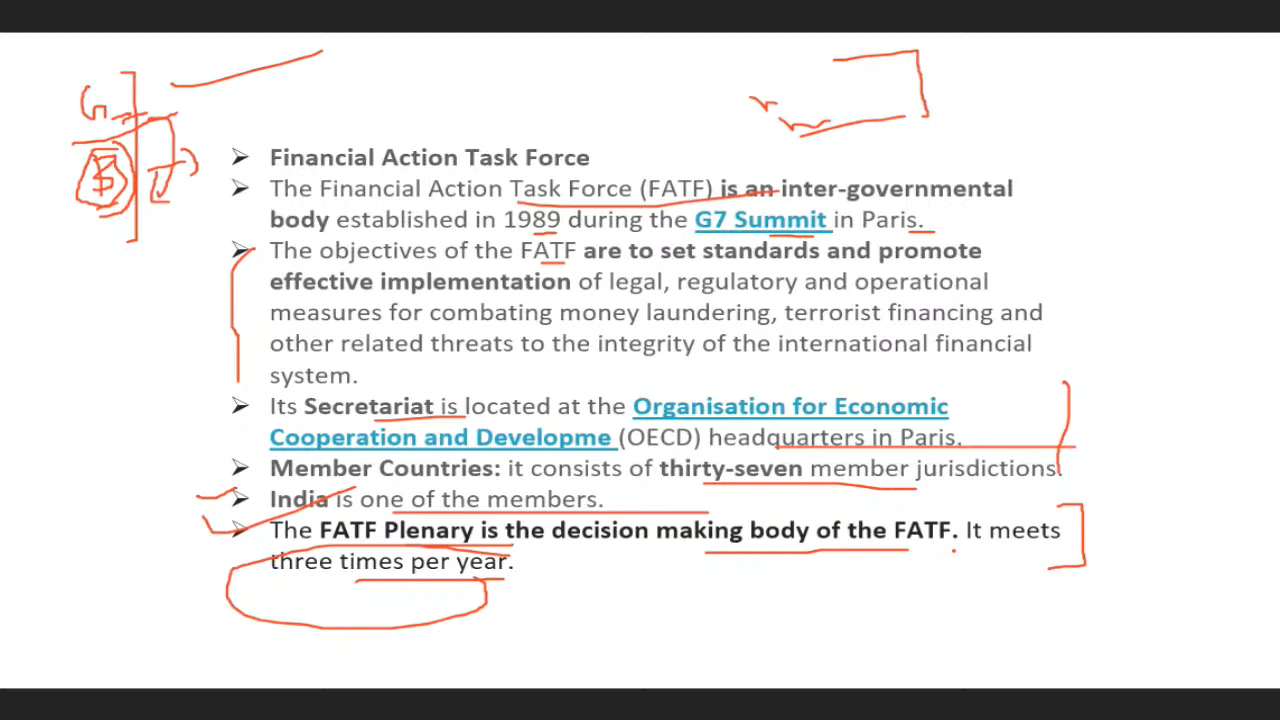 Financial Action Task Force
The Financial Action Task Force (FATF) is an inter-governmental
body established in 1989 during the G7 Summit in Paris.
The objectives of the FATF are to set standards and promote
effective implementation of legal, regulatory and operational
measures for combating money laundering, terrorist financing and
other related threats to the integrity of the international financial
system.
Its Secretariat is located at the Organisation for Economic
Cooperation and Developme (OECD) headquarters in Paris.
Member Countries: it consists of thirty-seven member jurisdictions.
India is one of the members.
The FATF Plenary is the decision making body of the FATF. It meets
three times per year.